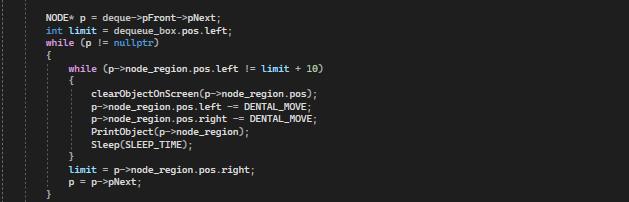 NODE* p = deque->pFront->pNext;
int limit = dequeue_box.pos.left;
while (p != nullptr)
{
while (p->node_region.pos.left != limit + 10)
{
clearObjectOnScreen(p->node_region.pos);
p->node_region.pos.left -= DENTAL_MOVE;
p->node_region.pos.right -= DENTAL_MOVE;
PrintObject(p->node_region);
Sleep(SLEEP_TIME);
}
limit = p->node_region.pos.right;
p = p->pNext;
}